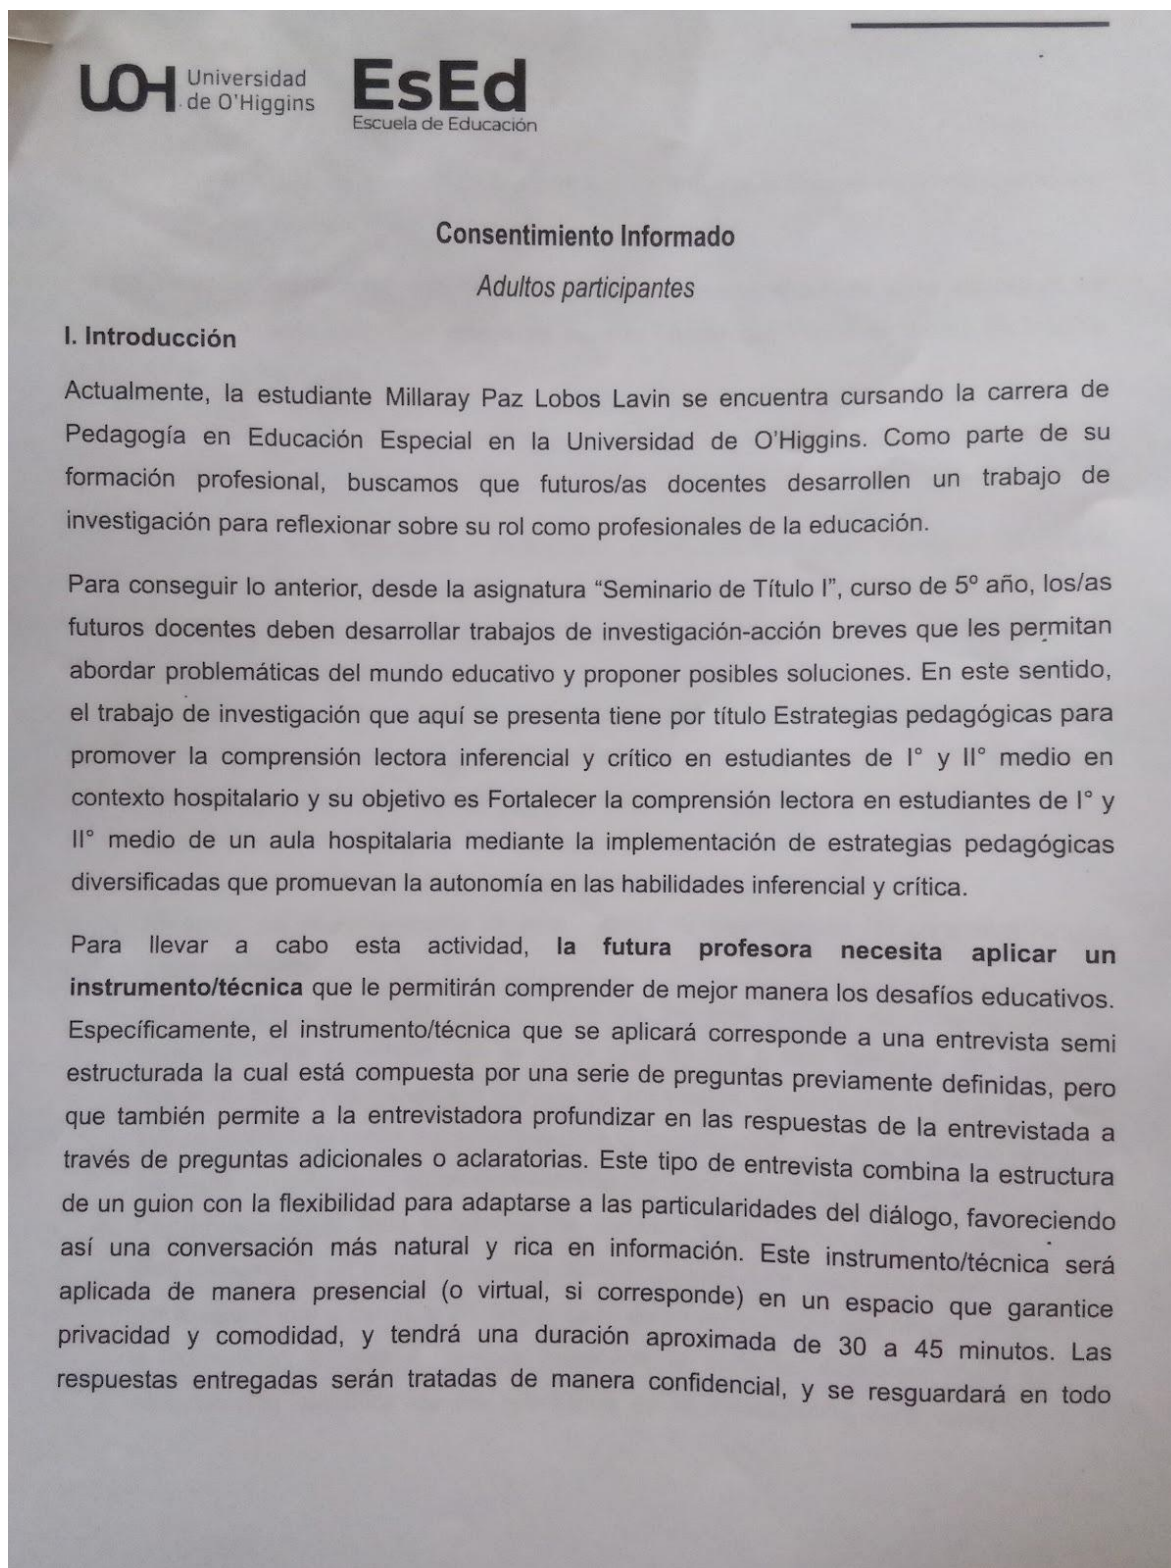 UOH Universidad de O'Higgins
EsEd
Escuela de Educación
Consentimiento Informado
Adultos participantes
I. Introducción
Actualmente, la estudiante Millaray Paz Lobos Lavin se encuentra cursando la carrera de
Pedagogía en Educación Especial en la Universidad de O'Higgins. Como parte de su
formación profesional, buscamos que futuros/as docentes desarrollen un trabajo de
investigación para reflexionar sobre su rol como profesionales de la educación.
Para conseguir lo anterior, desde la asignatura “Seminario de Título I”, curso de 5º año, los/as
futuros docentes deben desarrollar trabajos de investigación-acción breves que les permitan
abordar problemáticas del mundo educativo y proponer posibles soluciones. En este sentido,
el trabajo de investigación que aquí se presenta tiene por título Estrategias pedagógicas para
promover la comprensión lectora inferencial y crítico en estudiantes de I° y II° medio en
contexto hospitalario y su objetivo es Fortalecer la comprensión lectora en estudiantes de I° y
II° medio de un aula hospitalaria mediante la implementación de estrategias pedagógicas
diversificadas que promuevan la autonomía en las habilidades inferencial y crítica.
Para llevar a cabo esta actividad, la futura profesora necesita aplicar un
instrumento/técnica que le permitirán comprender de mejor manera los desafíos educativos.
Específicamente, el instrumento/técnica que se aplicará corresponde a una entrevista semi
estructurada la cual está compuesta por una serie de preguntas previamente definidas, pero
que también permite a la entrevistadora profundizar en las respuestas de la entrevistada a
través de preguntas adicionales o aclaratorias. Este tipo de entrevista combina la estructura
de un guion con la flexibilidad para adaptarse a las particularidades del diálogo, favoreciendo
así una conversación más natural y rica en información. Este instrumento/técnica será
aplicada de manera presencial (o virtual, si corresponde) en un espacio que garantice
privacidad y comodidad, y tendrá una duración aproximada de 30 a 45 minutos. Las
respuestas entregadas serán tratadas de manera confidencial, y se resguardará en todo